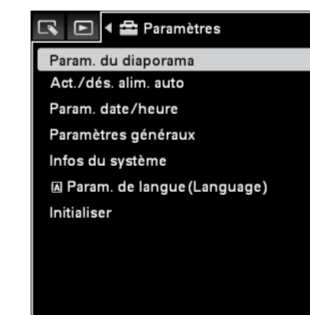 Paramètres
Param. du diaporama
Act./dés. alim. auto
Param. date/heure
Paramètres généraux
Infos du système
A Param. de langue(Language)
Initialiser